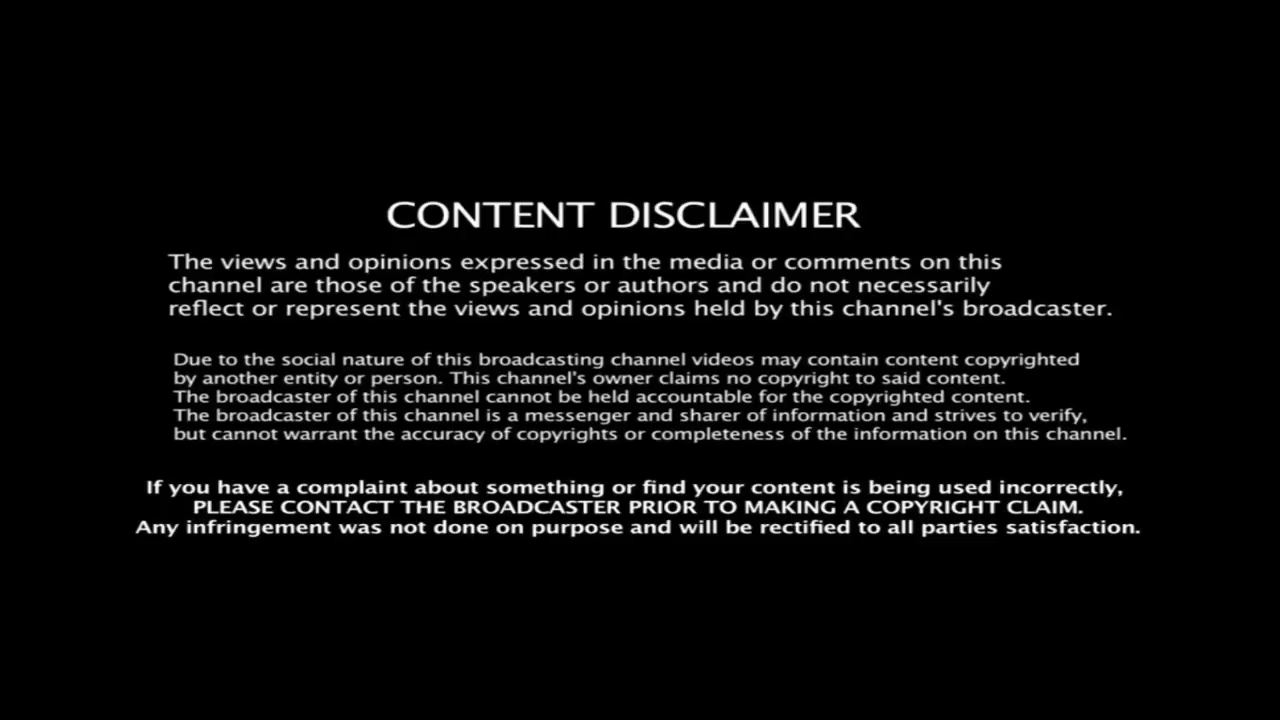 CONTENT DISCLAIMER
The views and opinions expressed in the media or comments on this
channel are those of the speakers or authors and do not necessarily
reflect or represent the views and opinions held by this channel's broadcaster.
Due to the social nature of this broadcasting channel videos may contain content copyrighted
by another entity or person. This channel's owner claims no copyright to said content.
The broadcaster of this channel cannot be held accountable for the copyrighted content.
The broadcaster of this channel is a messenger and sharer of information and strives to verify,
but cannot warrant the accuracy of copyrights or completeness of the information on this channel.
If you have a complaint about something or find your content is being used incorrectly,
PLEASE CONTACT THE BROADCASTER PRIOR TO MAKING A COPYRIGHT CLAIM.
Any infringement was not done on purpose and will be rectified to all parties satisfaction.